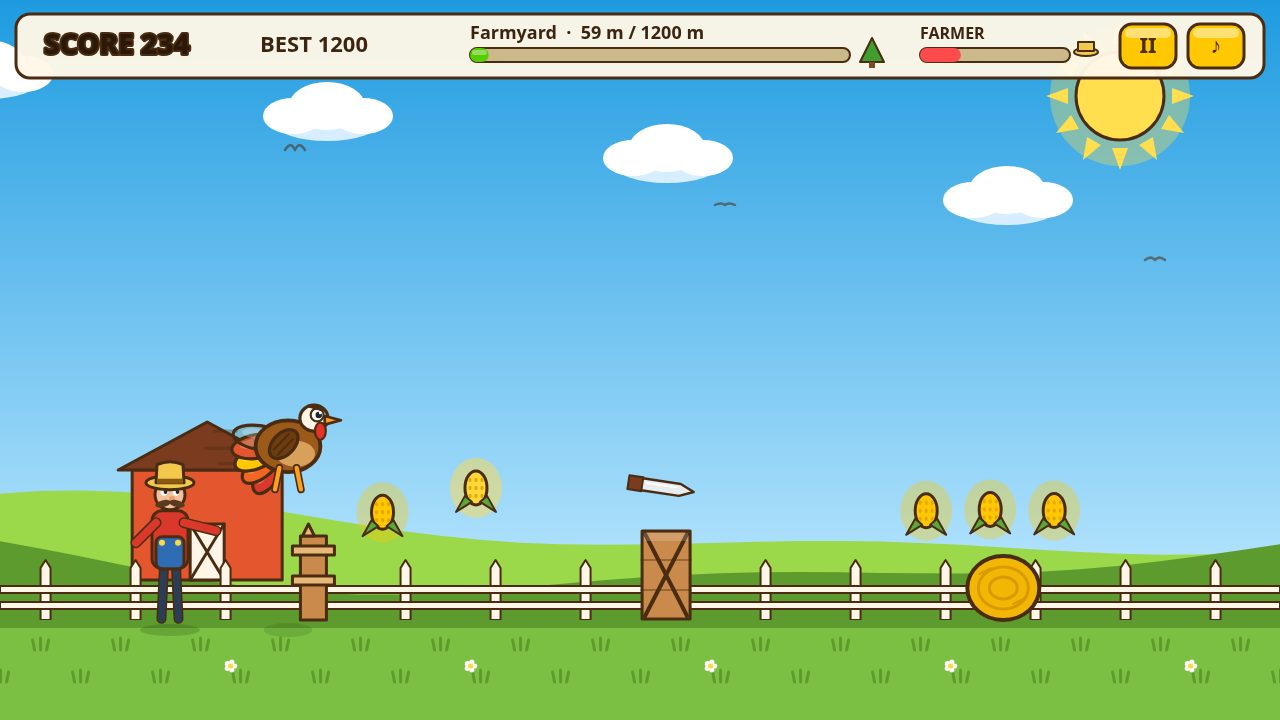 SCORE 234
BEST 1200
Farmyard · 59 m / 1200 m
FARMER
II
♪